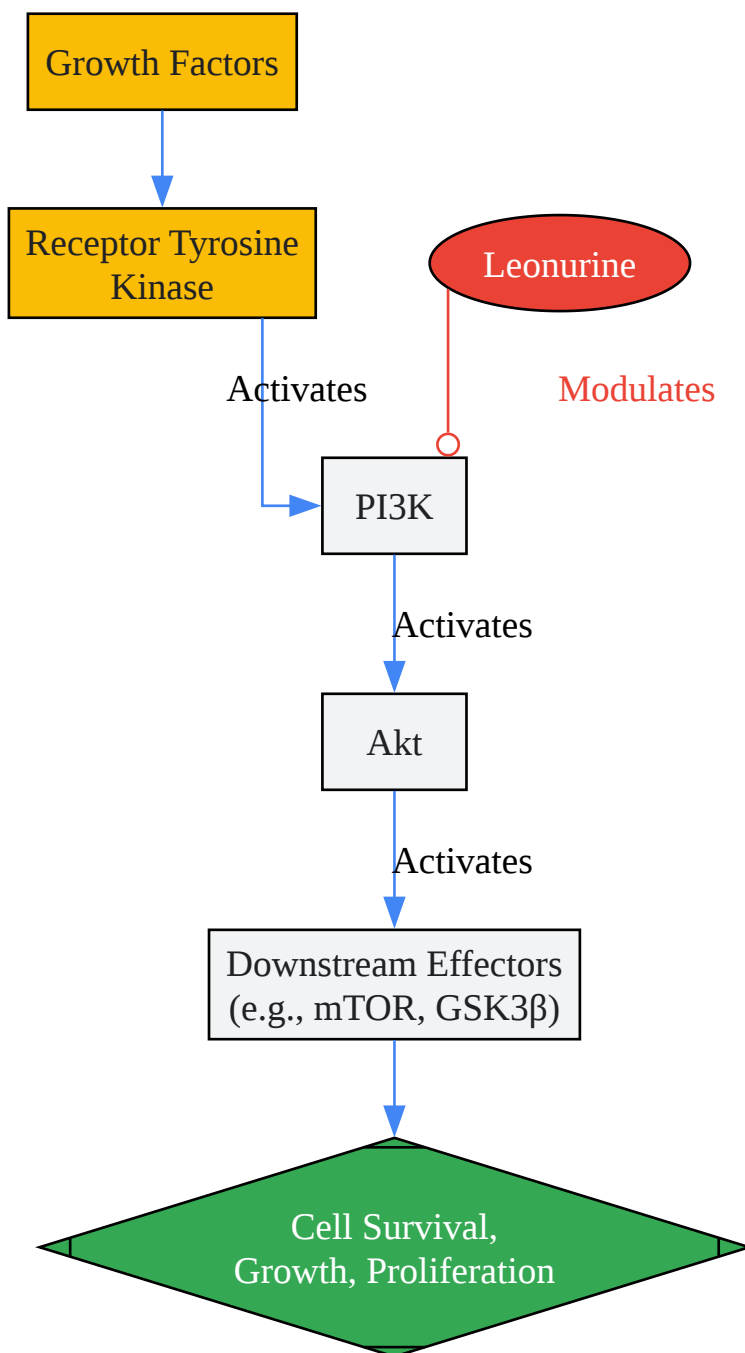 Growth Factors
Receptor Tyrosine
Kinase
Leonurine
Activates
Modulates
PI3K
Activates
Akt
Activates
Downstream Effectors
(e.g., mTOR, GSK3β)
Cell Survival,
Growth, Proliferation